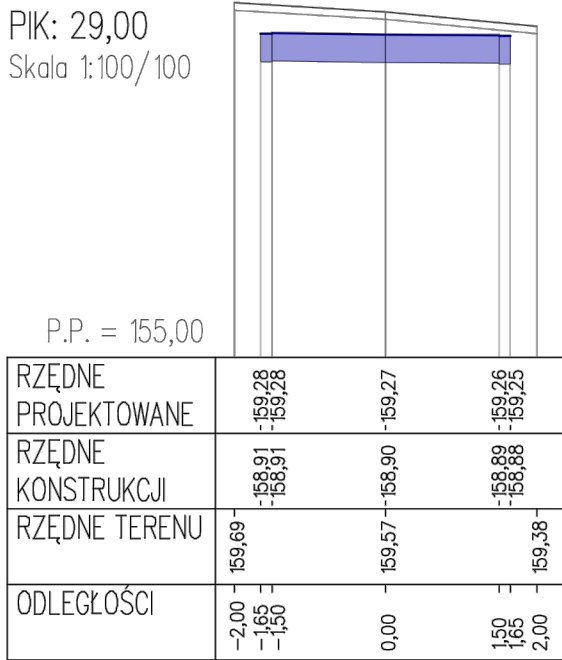 PIK: 29,00
Skala 1:100/100
P.P. = 155,00
RZĘDNE
PROJEKTOWANE
159,28
159,28
159,27
159,26
159,25
RZĘDNE
KONSTRUKCJI
158,91
158,91
158,90
158,89
158,88
RZĘDNE TERENU
159,69
159,57
159,38
ODLEGŁOŚCI
-2,00
-1,65
-1,50
0,00
1,50
1,65
2,00